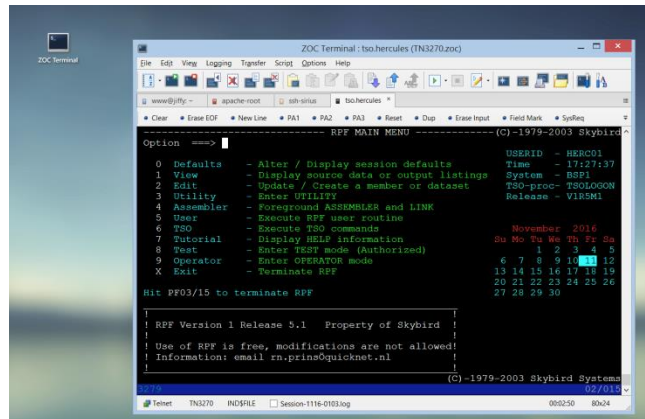 ZOC Terminal
ZOC Terminal : tso.hercules (TN3270.zoc)
File Edit View Logging Transfer Script Options Help
www@jiffy: ~ apache-root ssh-sirius tso.hercules
Clear Erase EOF New Line PA1 PA2 PA3 Reset Dup Erase Input Field Mark SysReq
------------------------------ RPF MAIN MENU -------------(C)-1979-2003 Skybird
Option ===>
USERID - HERC01
0 Defaults - Alter / Display session defaults Time - 17:27:37
1 View - Display source data or output listings System - BSP1
2 Edit - Update / Create a member or dataset TSO-proc- TSOLOGON
3 Utility - Enter UTILITY Release - V1R5M1
4 Assembler - Foreground ASSEMBLER and LINK
5 User - Execute RPF user routine
6 TSO - Execute TSO commands November 2016
7 Tutorial - Display HELP information Su Mo Tu We Th Fr Sa
8 Test - Enter TEST mode (Authorized) 1 2 3 4 5
9 Operator - Enter OPERATOR mode 6 7 8 9 10 11 12
X Exit - Terminate RPF 13 14 15 16 17 18 19
20 21 22 23 24 25 26
Hit PF03/15 to terminate RPF 27 28 29 30
! RPF Version 1 Release 5.1 Property of Skybird !
! !
! Use of RPF is free, modifications are not allowed!
! Information: email rn.prinsÖquicknet.nl !
(C)-1979-2003 Skybird Systems
3279 02/015
Telnet TN3270 IND$FILE Session-1116-0103.log 00:02:50 80x24